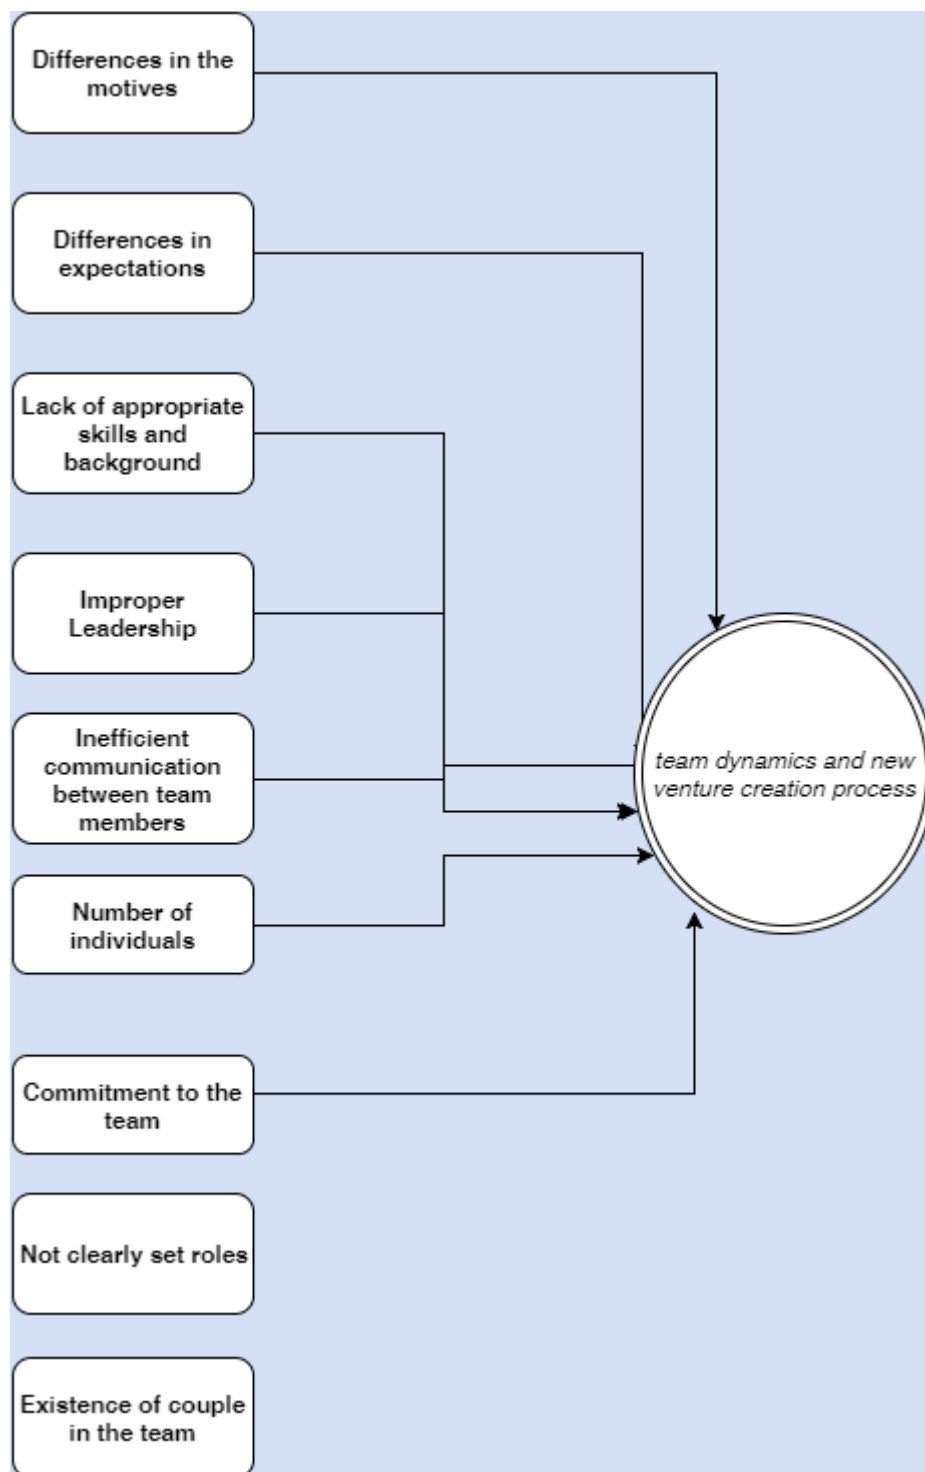 Differences in the
motives
Differences in
expectations
Lack of appropriate
skills and
background
Improper
Leadership
Inefficient
communication
between team
members
team dynamics and new
venture creation process
Number of
individuals
Commitment to the
team
Not clearly set roles
Existence of couple
in the team